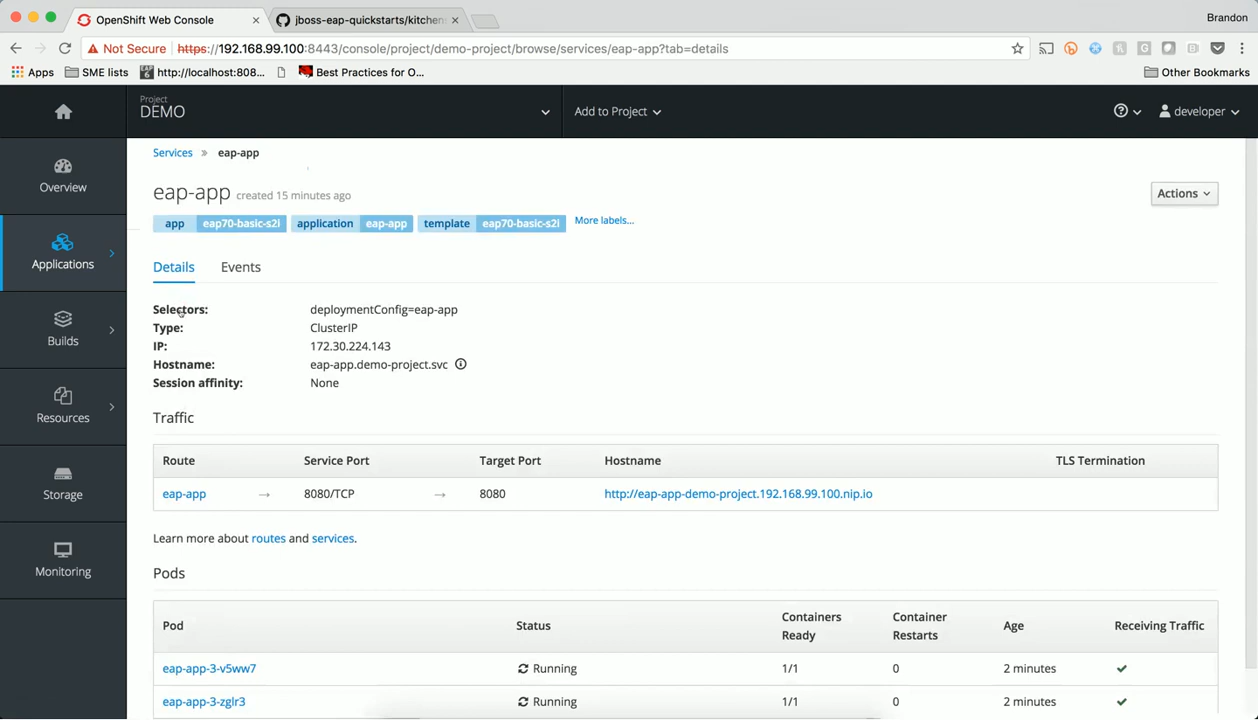 OpenShift Web Console
jboss-eap-quickstarts/kitchen
Brandon
Not Secure https://192.168.99.100:8443/console/project/demo-project/browse/services/eap-app?tab=details
Apps SME lists http://localhost:808... Best Practices for O... Other Bookmarks
Project
DEMO
Add to Project
developer
Overview
Applications
Builds
Resources
Storage
Monitoring
Services » eap-app
eap-app created 15 minutes ago
Actions
app eap70-basic-s2i application eap-app template eap70-basic-s2i More labels...
Details Events
Selectors: deploymentConfig=eap-app
Type: ClusterIP
IP: 172.30.224.143
Hostname: eap-app.demo-project.svc
Session affinity: None
Traffic
Route Service Port Target Port Hostname TLS Termination
eap-app → 8080/TCP → 8080 http://eap-app-demo-project.192.168.99.100.nip.io
Learn more about routes and services.
Pods
Pod Status Containers Ready Container Restarts Age Receiving Traffic
eap-app-3-v5ww7 Running 1/1 0 2 minutes
eap-app-3-zglr3 Running 1/1 0 2 minutes